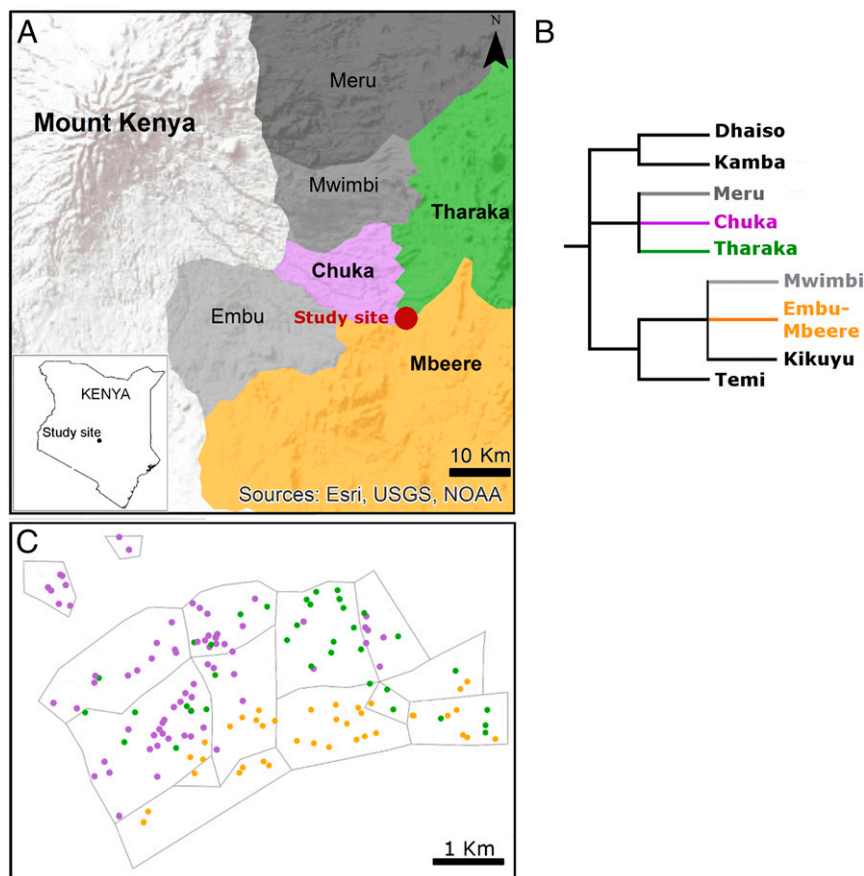 A
N
Meru
Mount Kenya
Mwimbi
Tharaka
Chuka
Embu
Study site
Mbeere
KENYA
Study site
10 Km
Sources: Esri, USGS, NOAA
B
Dhaiso
Kamba
Meru
Chuka
Tharaka
Mwimbi
Embu-
Mbeere
Kikuyu
Temi
C
1 Km